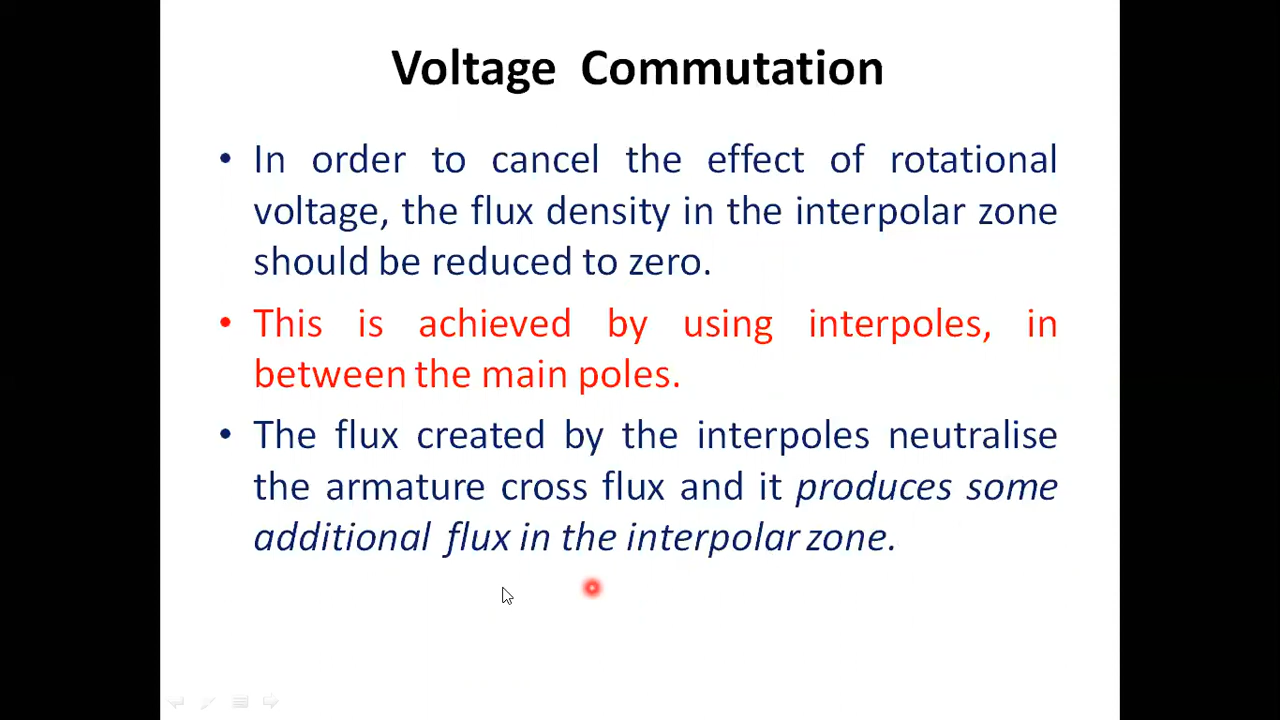 Voltage Commutation
• In order to cancel the effect of rotational
voltage, the flux density in the interpolar zone
should be reduced to zero.
• This is achieved by using interpoles, in
between the main poles.
• The flux created by the interpoles neutralise
the armature cross flux and it produces some
additional flux in the interpolar zone.